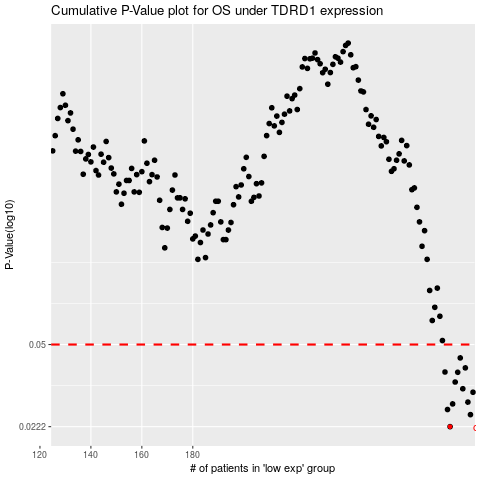 Cumulative P-Value plot for OS under TDRD1 expression
P-Value(log10)
0.05
0.0222
120 140 160 180
# of patients in 'low exp' group